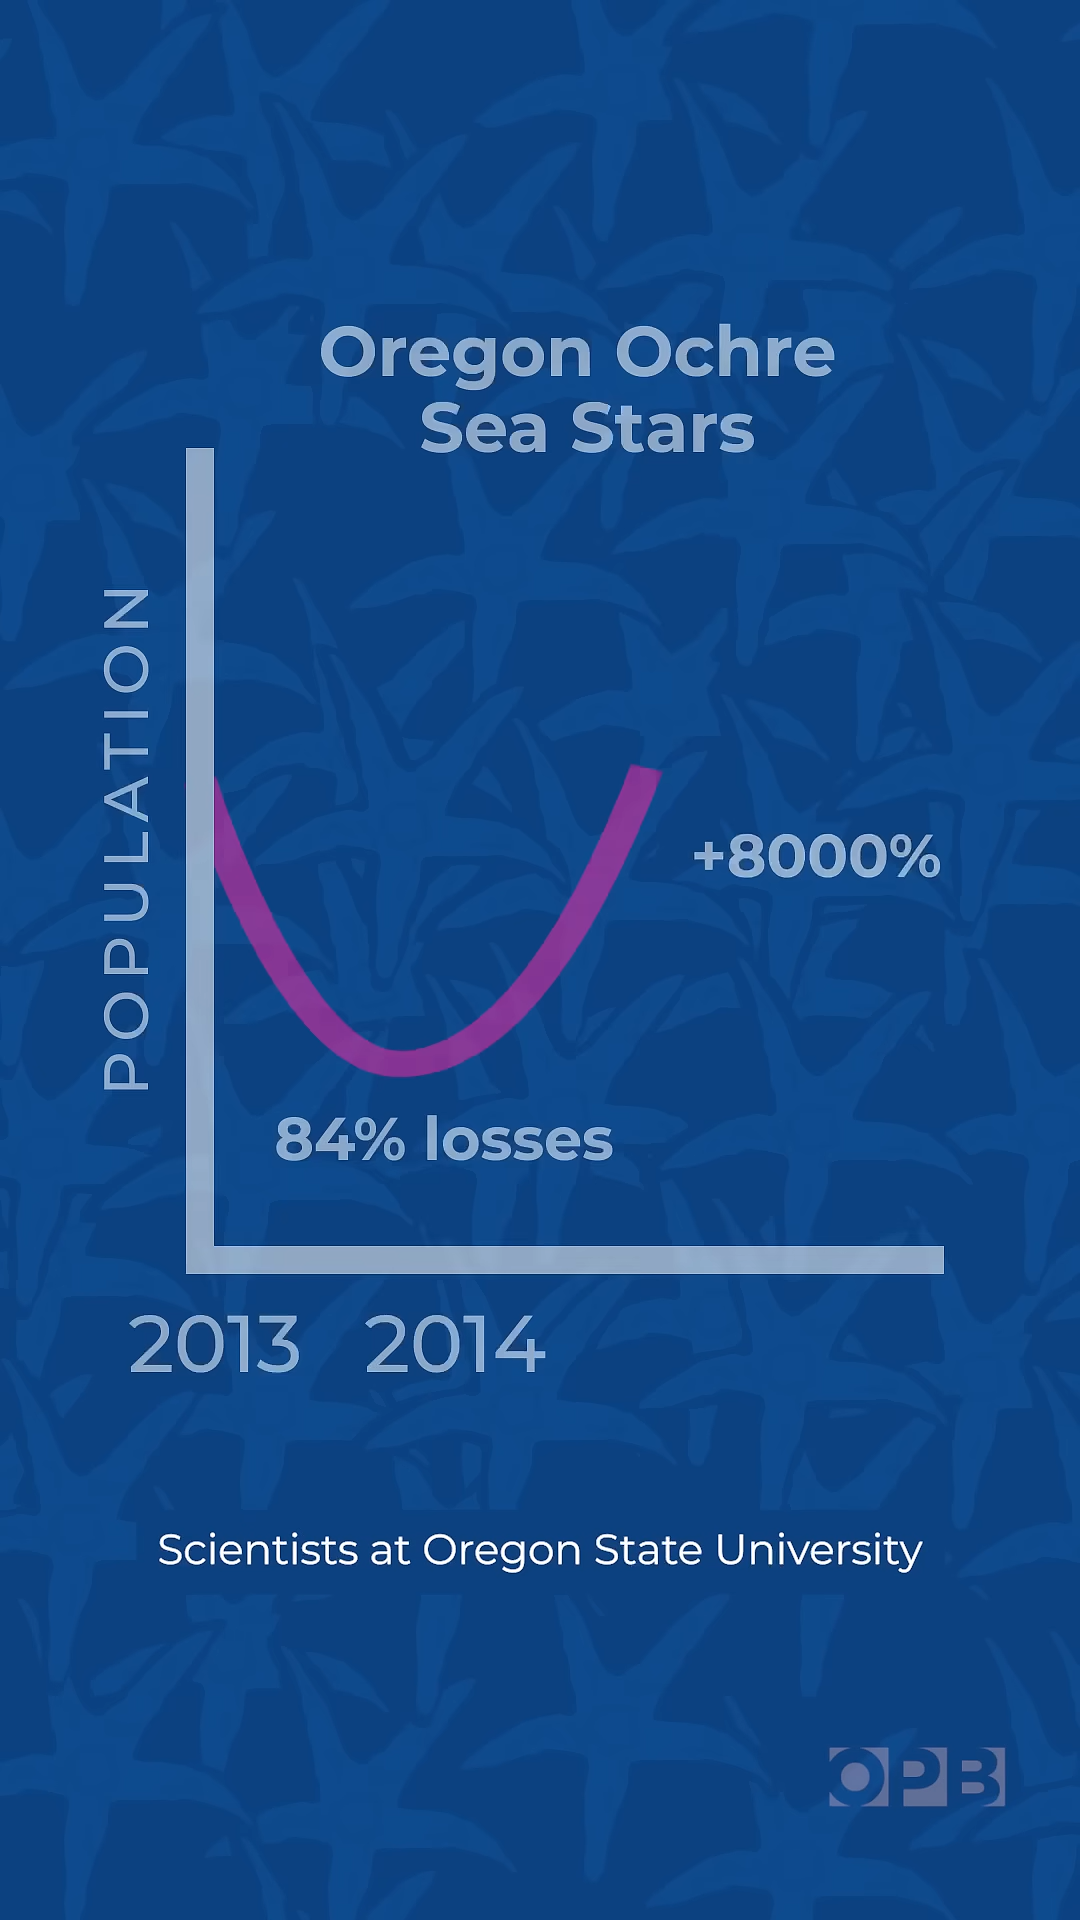 Oregon Ochre
Sea Stars
POPULATION
+8000%
84% losses
2013 2014
Scientists at Oregon State University
OPB